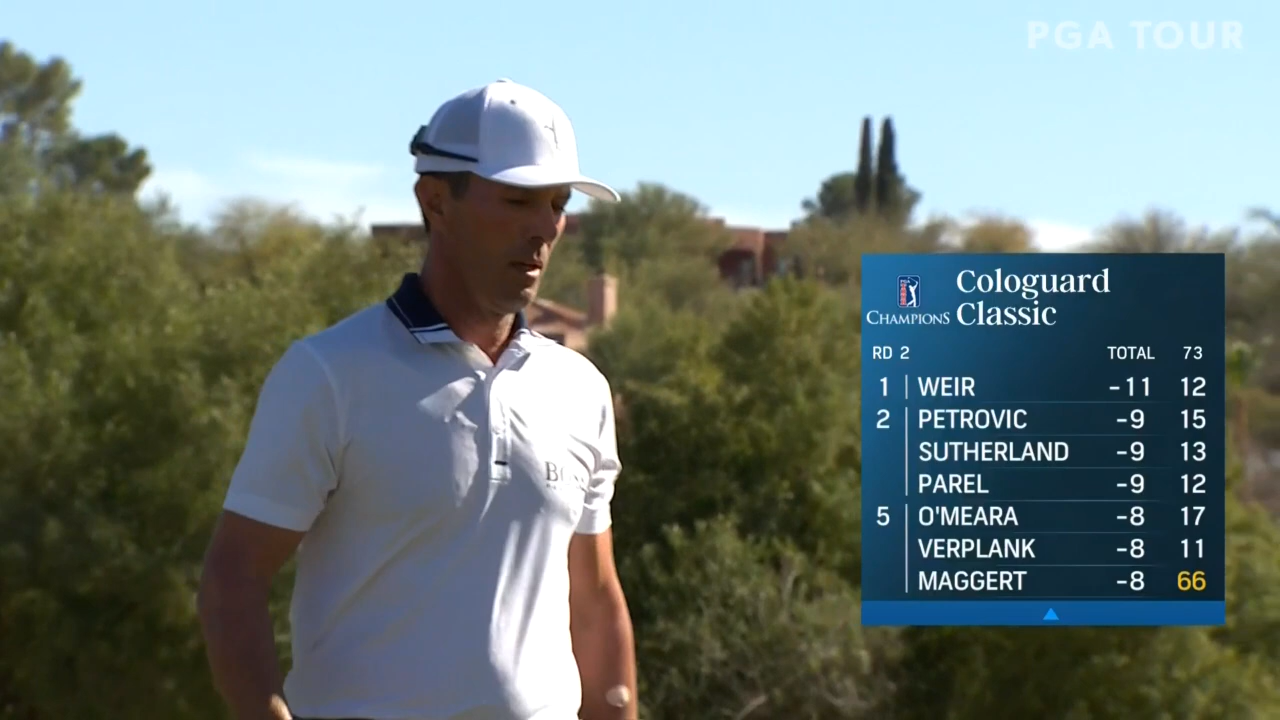 PGA TOUR
Cologuard
Classic
CHAMPIONS
RD 2 TOTAL 73
1 WEIR -11 12
2 PETROVIC -9 15
SUTHERLAND -9 13
PAREL -9 12
5 O'MEARA -8 17
VERPLANK -8 11
MAGGERT -8 66